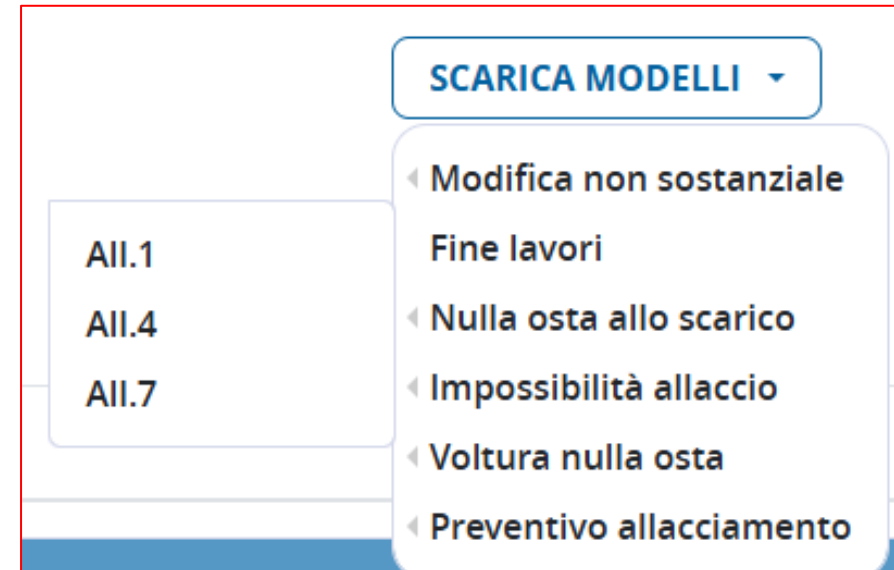 SCARICA MODELLI
Modifica non sostanziale
All.1
Fine lavori
All.4
Nulla osta allo scarico
All.7
Impossibilità allaccio
Voltura nulla osta
Preventivo allacciamento